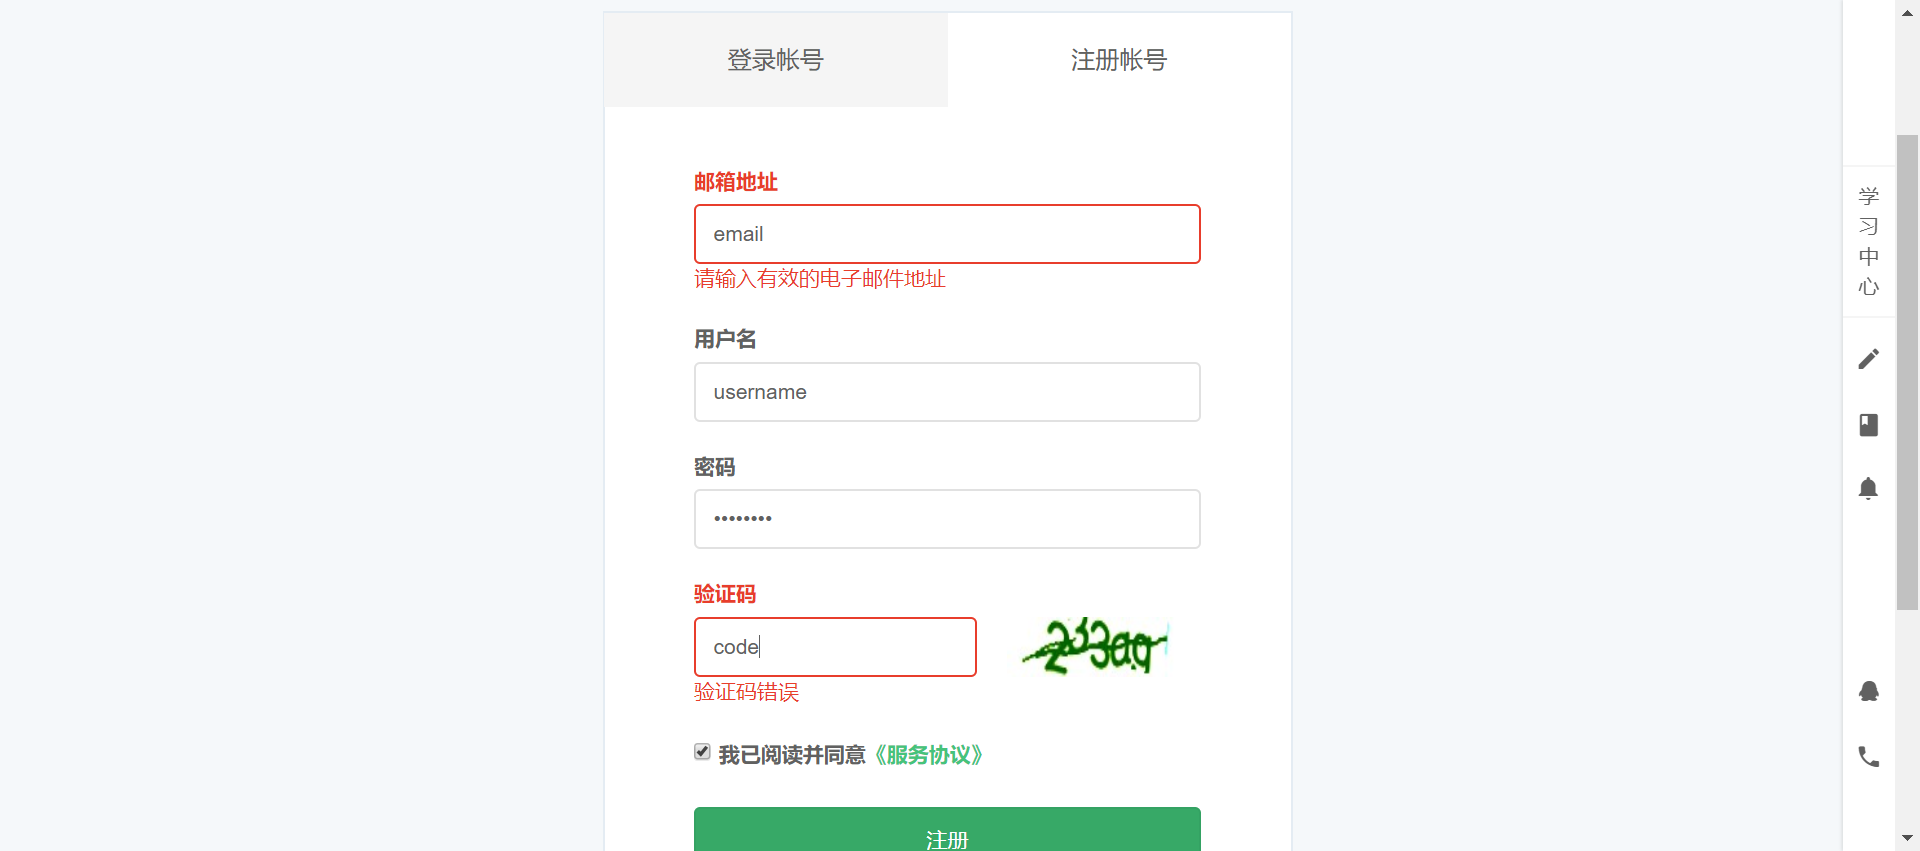 登录帐号
注册帐号
邮箱地址
email
请输入有效的电子邮件地址
用户名
username
密码
••••••••
验证码
code
验证码错误
我已阅读并同意《服务协议》
注册
学
习
中
心